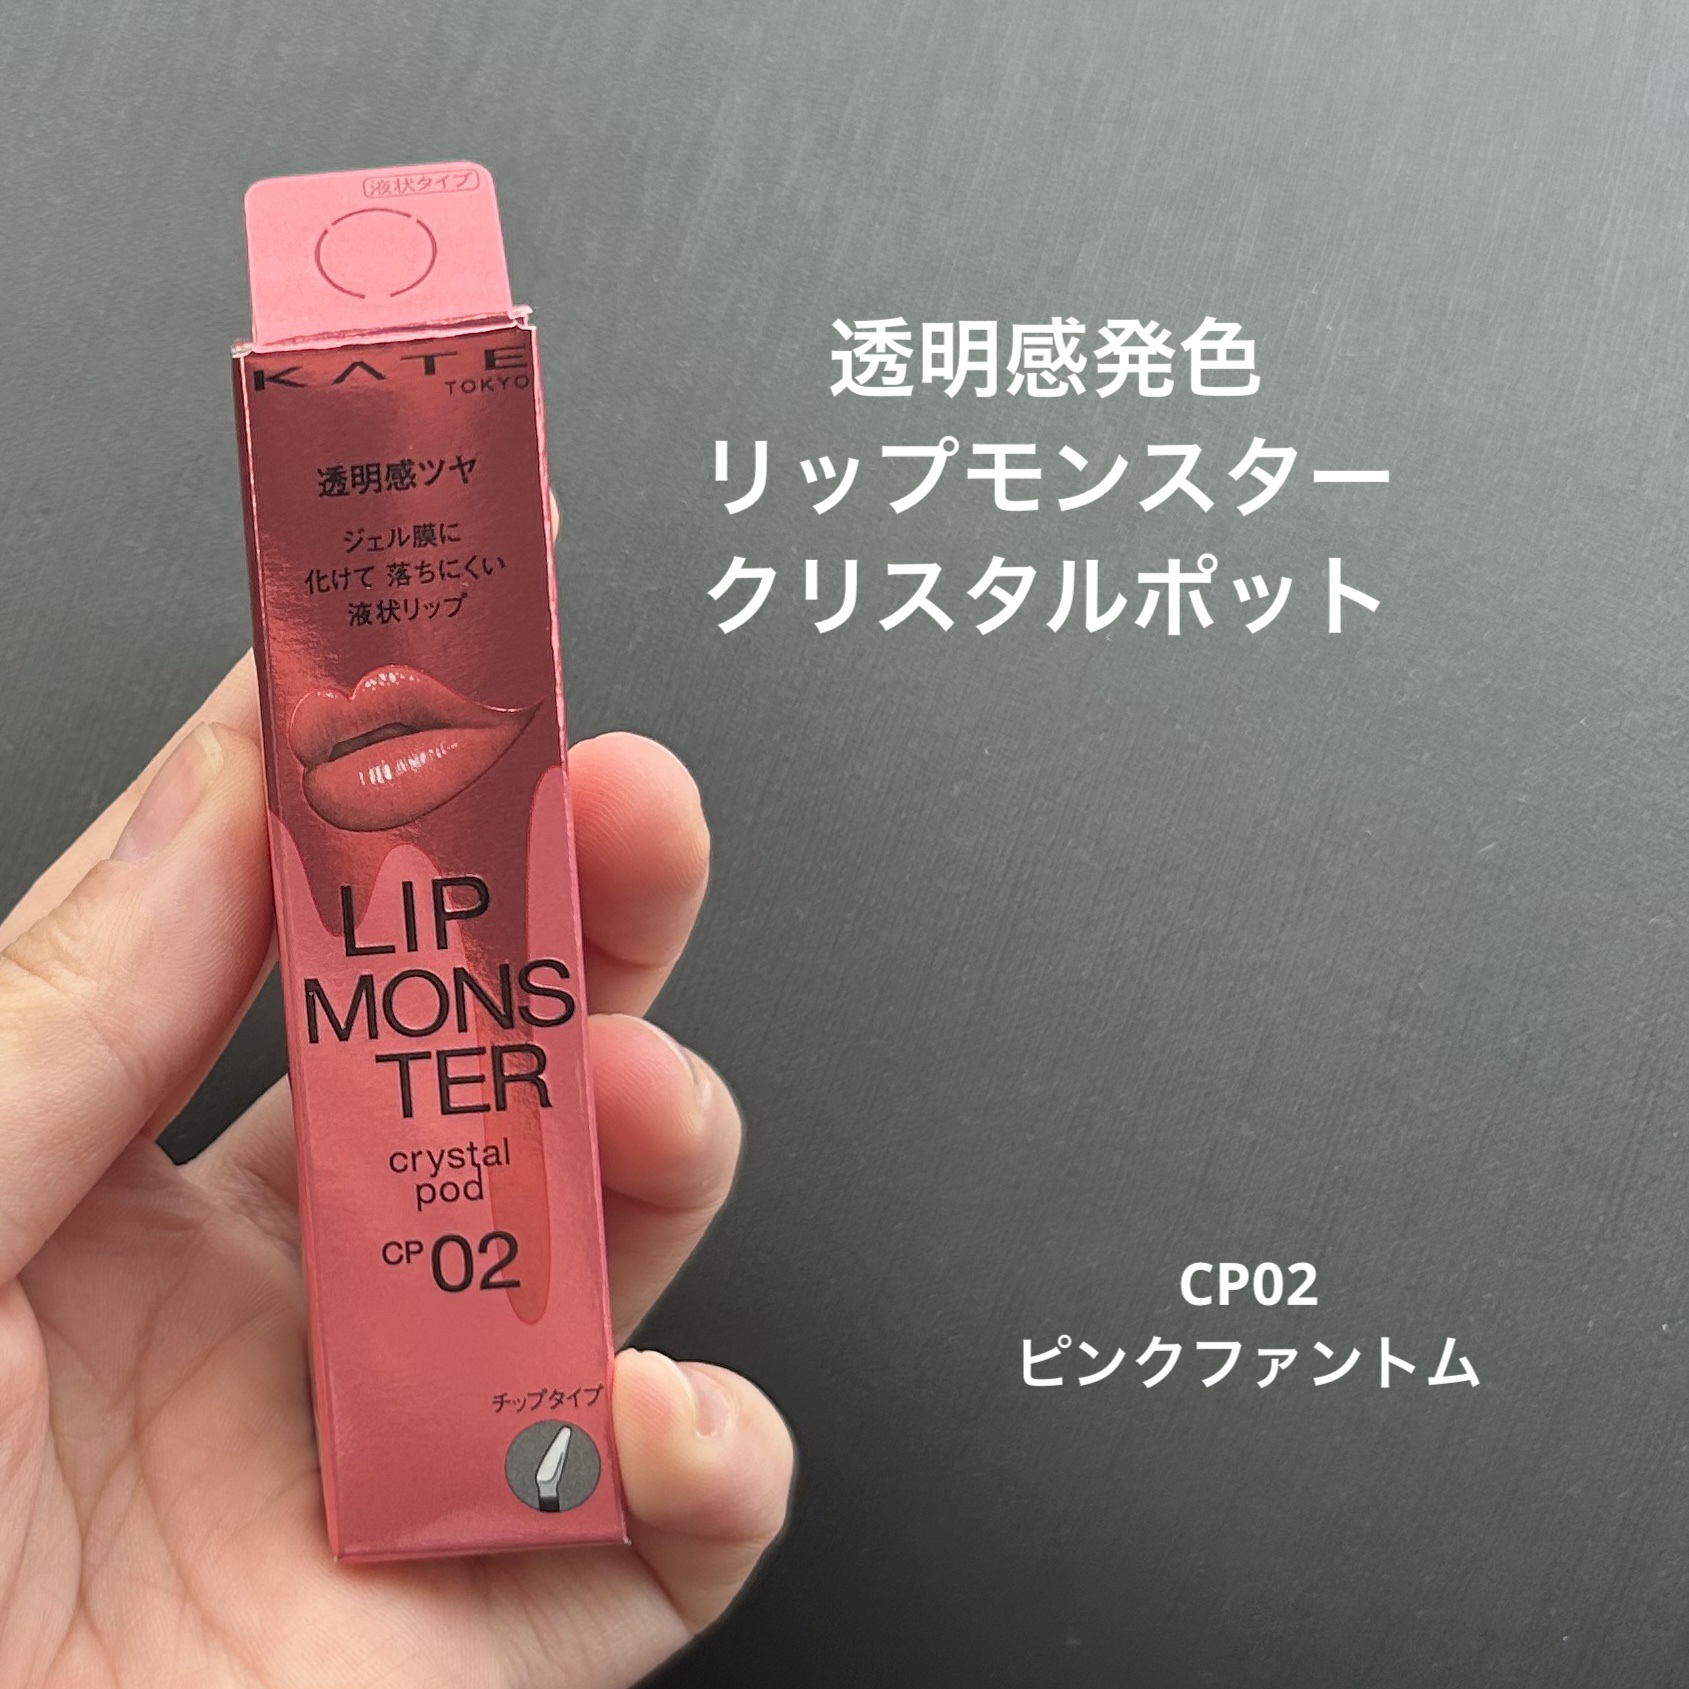 液状タイプ
KATE
TOKYO
透明感ツヤ
ジェル膜に
化けて 落ちにくい
液状リップ
LIP
MONS
TER
crystal
pod
CP02
チップタイプ
透明感発色
リップモンスター
クリスタルポット
CP02
ピンクファントム